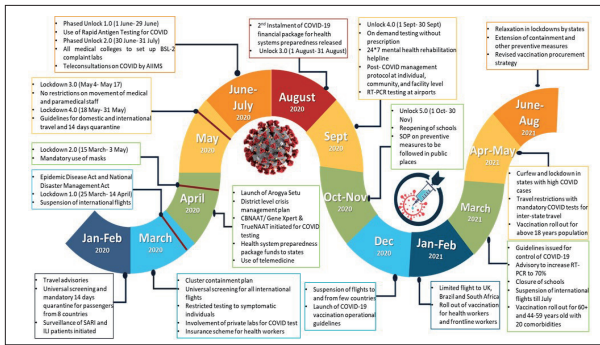 Phased Unlock 1.0 (1 June- 29 June)
Use of Rapid Antigen Testing for COVID
Phased Unlock 2.0 (30 June-31 July)
All medical colleges to set up BSL-2
complaint labs
Teleconsultations on COVID by AIIMS
2nd Instalment of COVID-19
financial package for health
systems preparedness released
Unlock 3.0 (1 August-31 August)
Unlock 4.0 (1 Sept- 30 Sept)
On demand testing without
prescription
24*7 mental health rehabilitation
helpline
Post- COVID management
protocol at individual,
community, and facility level
RT-PCR testing at airports
Relaxation in lockdowns by states
Extension of containment and
other preventive measures
Revised vaccination procurement
strategy
Lockdown 3.0 (May4- May 17)
No restrictions on movement of
medical and paramedical staff
Lockdown 4.0 (18 May- 31 May)
Guidelines for domestic and international
travel and 14 days quarantine
Unlock 5.0 (1 Oct- 30
Nov)
Reopening of schools
SOP on preventive
measures to be
followed in public
places
Lockdown 2.0 (15 March- 3 May)
Mandatory use of masks
Epidemic Disease Act and National
Disaster Management Act
Lockdown 1.0 (25 March- 14 April)
Suspension of international flights
Jan-Feb
2020
March
2020
April
2020
May
2020
June-
July
2020
August
2020
Sept
2020
Oct-Nov
2020
Dec
2020
Jan-Feb
2021
March
2021
Apr-May
2021
June-
Aug
2021
Launch of Arogya Setu
District level crisis
management plan
CBNAAT/ Gene Xpert &
TrueNAAT initiated for COVID
testing
Health system preparedness
package funds to states
Use of telemedicine
Curfew and lockdown in
states with high COVID
cases
Travel restrictions with
mandatory COVID tests for
inter-state travel
Vaccination roll out for
above 18 years population
Travel advisories
Universal screening and
mandatory 14 days
quarantine for passengers
from 8 countries
Surveillance of SARI and
ILI patients initiated
Cluster containment plan
Universal screening for all international
flights
Restricted testing to symptomatic
individuals
Involvement of private labs for COVID test
Insurance scheme for health workers
Suspension of flights to
and from few countries
Launch of COVID-19
vaccination operational
guidelines
Limited flight to UK,
Brazil and South Africa
Roll out of vaccination
for health workers and
frontline workers
Guidelines issued for
control of COVID-19
Advisory to increase RT-
PCR to 70%
Closure of schools
Suspension of
international flights
till July
Vaccination roll out for 60+
and 44-59 years old with
20 comorbidities